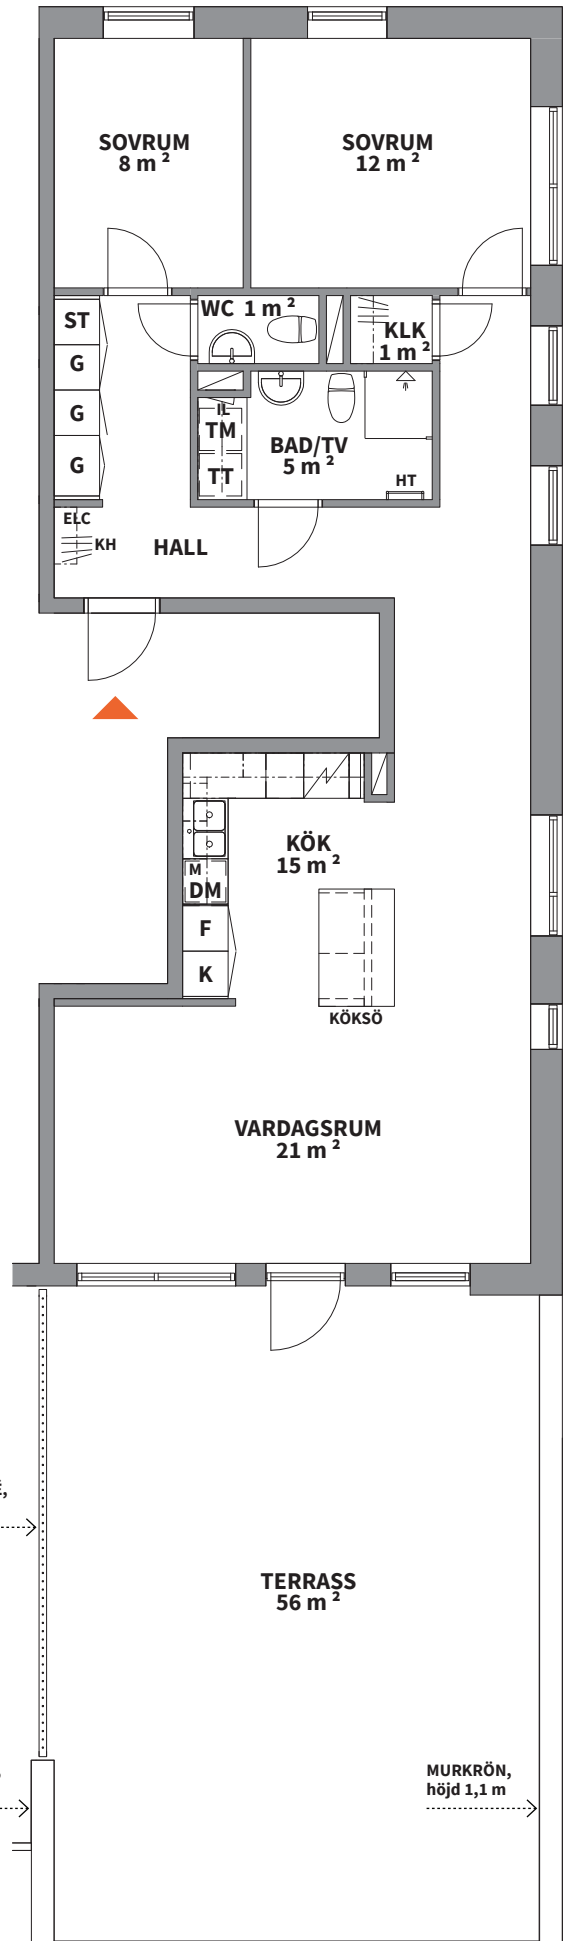 SOVRUM
8 m²
SOVRUM
12 m²
ST
WC 1 m²
KLK
1 m²
G
G
G
IL
TM
TT
BAD/TV
5 m²
HT
ELC
KH
HALL
KÖK
15 m²
M
DM
F
K
KÖKSÖ
VARDAGSRUM
21 m²
TERRASS
56 m²
MURKRÖN,
höjd 1,1 m